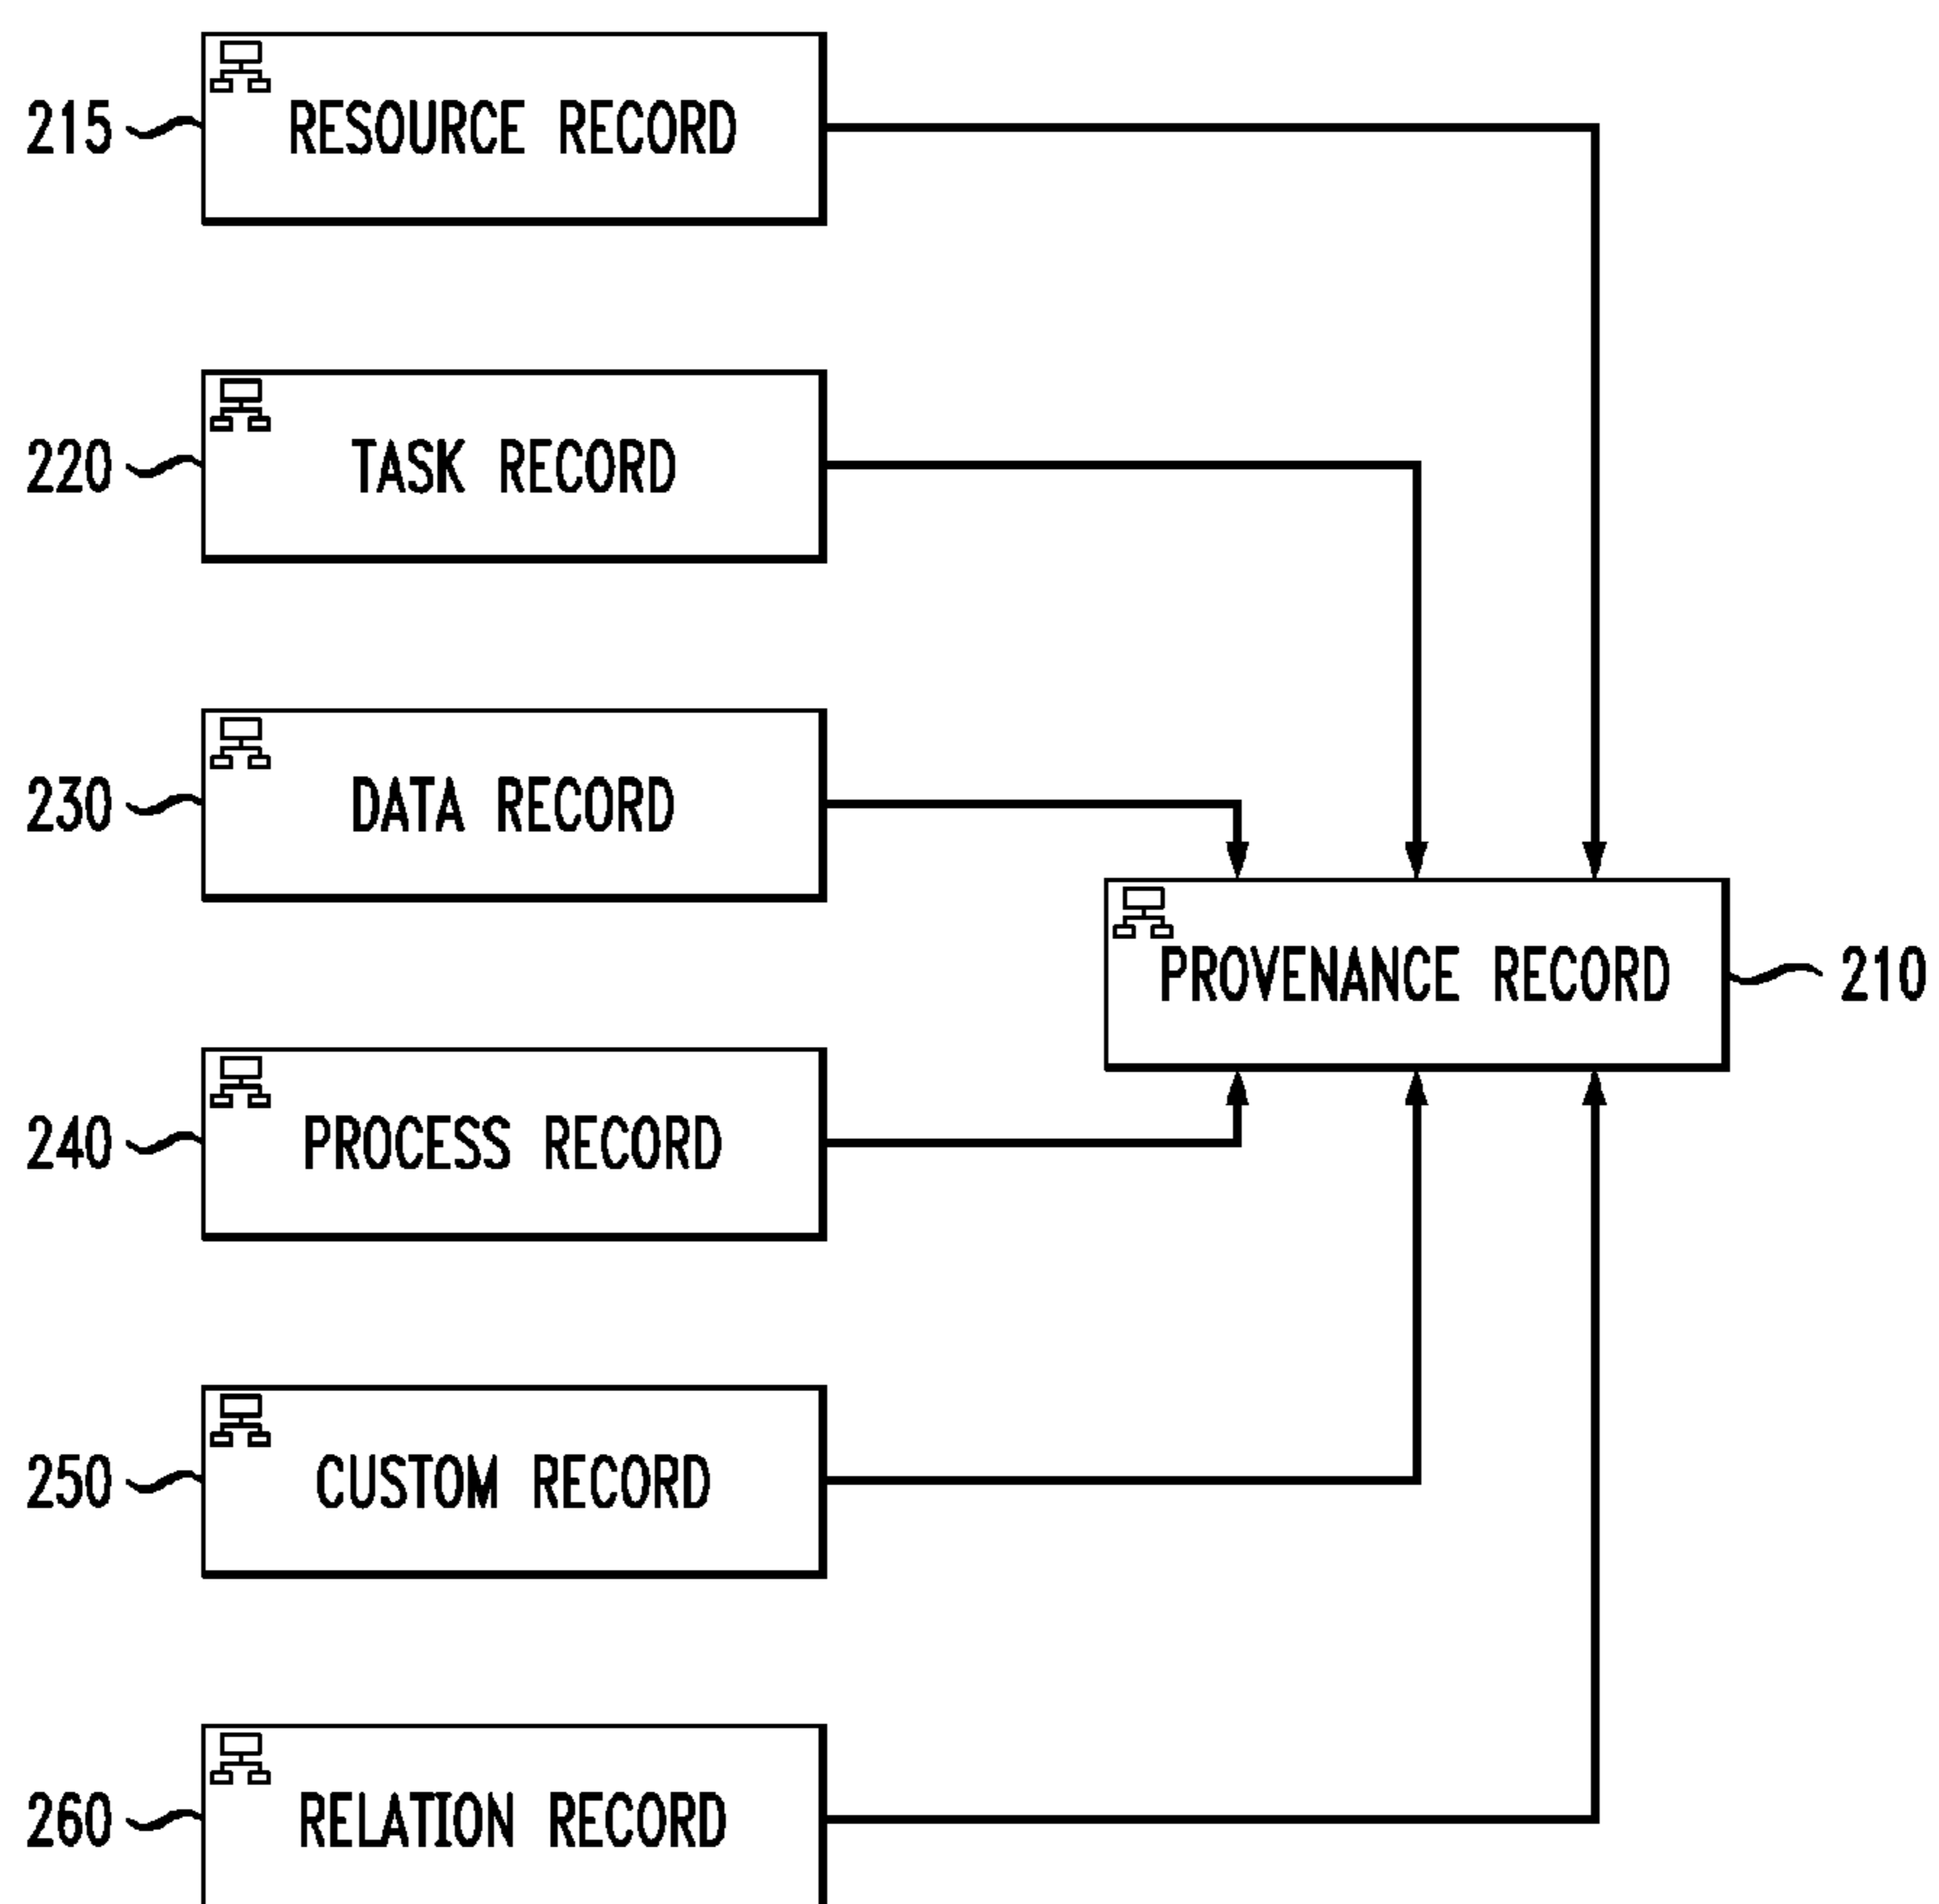 215 RESOURCE RECORD
220 TASK RECORD
230 DATA RECORD
PROVENANCE RECORD 210
240 PROCESS RECORD
250 CUSTOM RECORD
260 RELATION RECORD